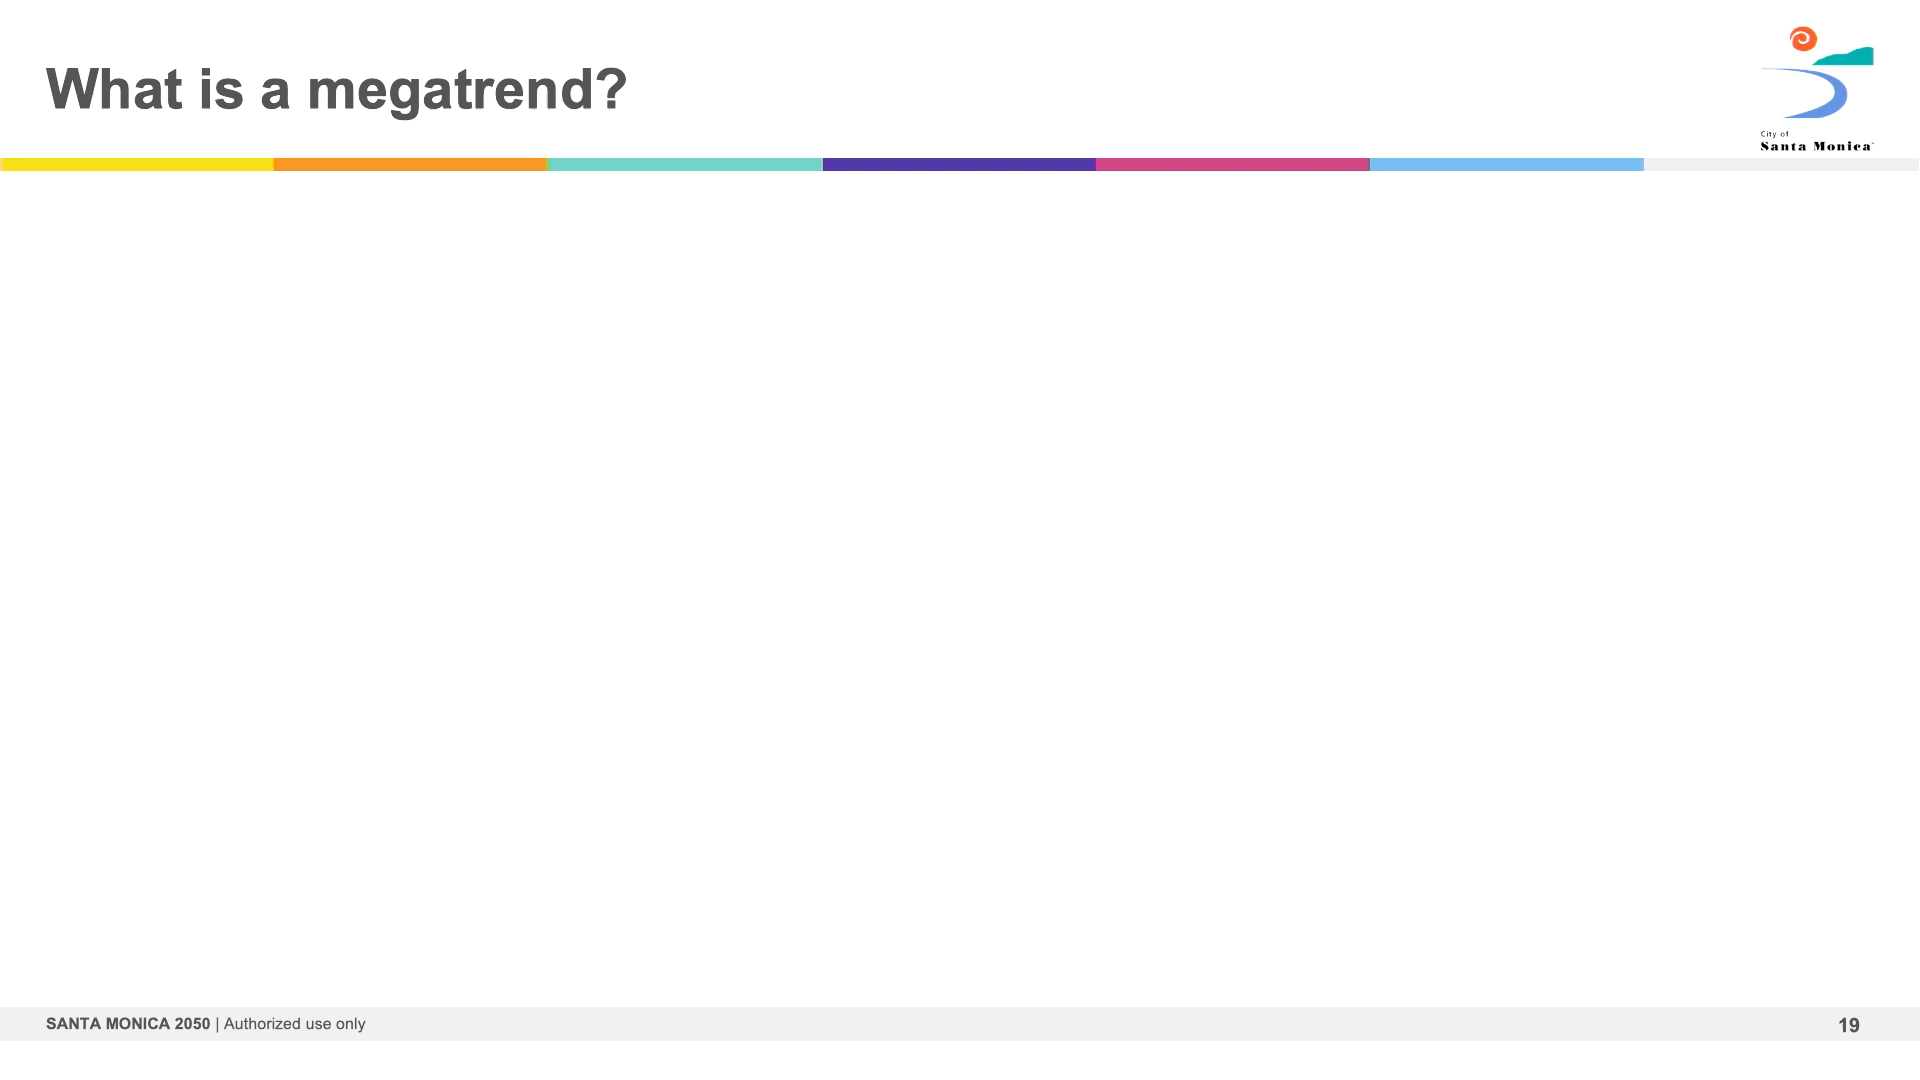 What is a megatrend?
City of
Santa Monica
SANTA MONICA 2050 | Authorized use only
19